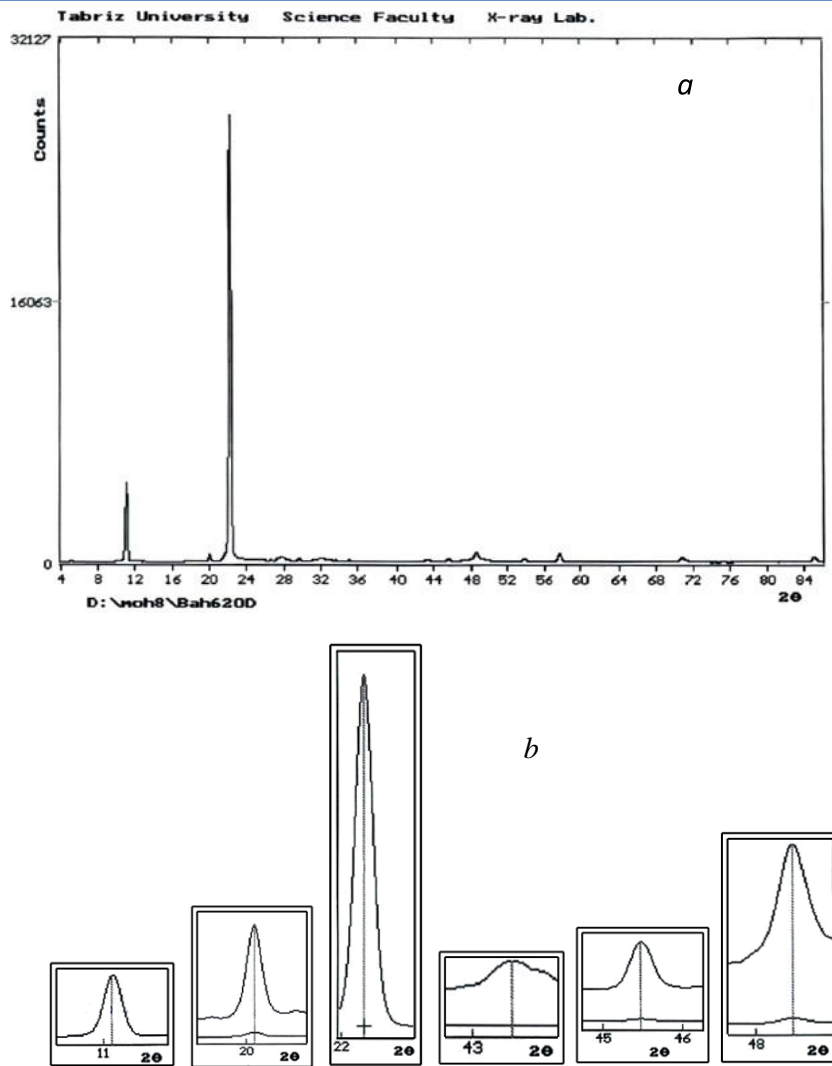 Tabriz University Science Faculty X-ray Lab.
32127
a
Counts
16063
0
4 8 12 16 20 24 28 32 36 40 44 48 52 56 60 64 68 72 76 80 84
2θ
D:\moh8\Bah620D
b
11 2θ
20 2θ
22 2θ
43 2θ
45 46
2θ
48 2θ